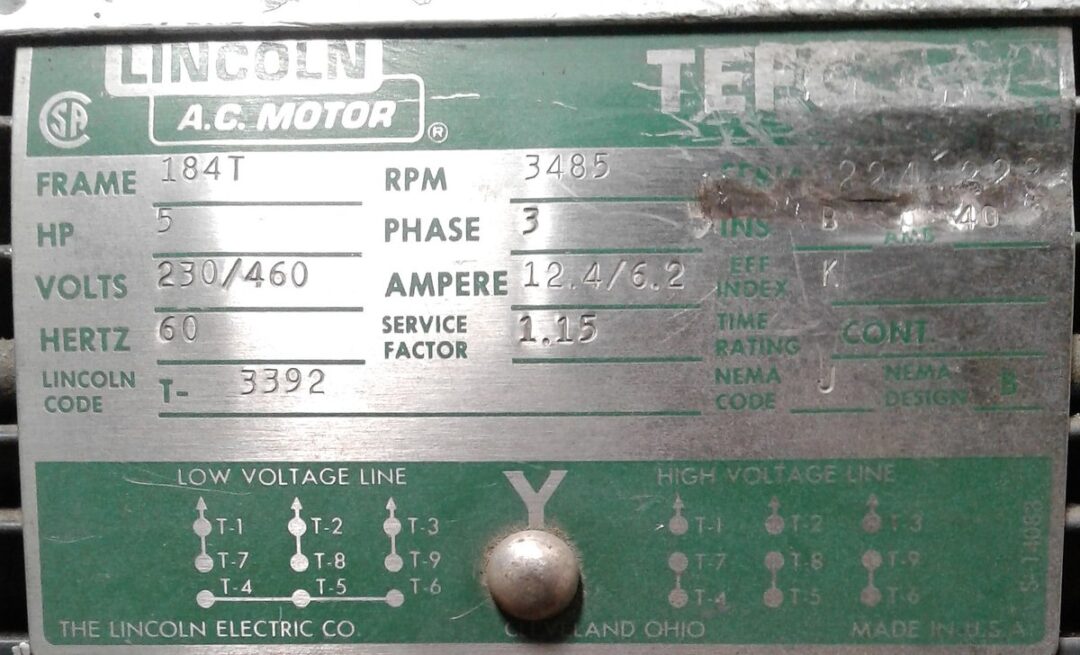 LINCOLN
TEFC
SA
A.C. MOTOR ®
FRAME 184T RPM 3485
HP 5 PHASE 3 INS B AMB 40
VOLTS 230/460 AMPERE 12.4/6.2 EFF INDEX K
HERTZ 60 SERVICE FACTOR 1.15 TIME RATING CONT.
LINCOLN CODE T- 3392 NEMA CODE J NEMA DESIGN B
LOW VOLTAGE LINE Y HIGH VOLTAGE LINE
T-1 T-2 T-3 T-1 T-2 T-3
T-7 T-8 T-9 T-7 T-8 T-9
T-4 T-5 T-6 T-4 T-5 T-6
THE LINCOLN ELECTRIC CO. CLEVELAND OHIO MADE IN U.S.A.